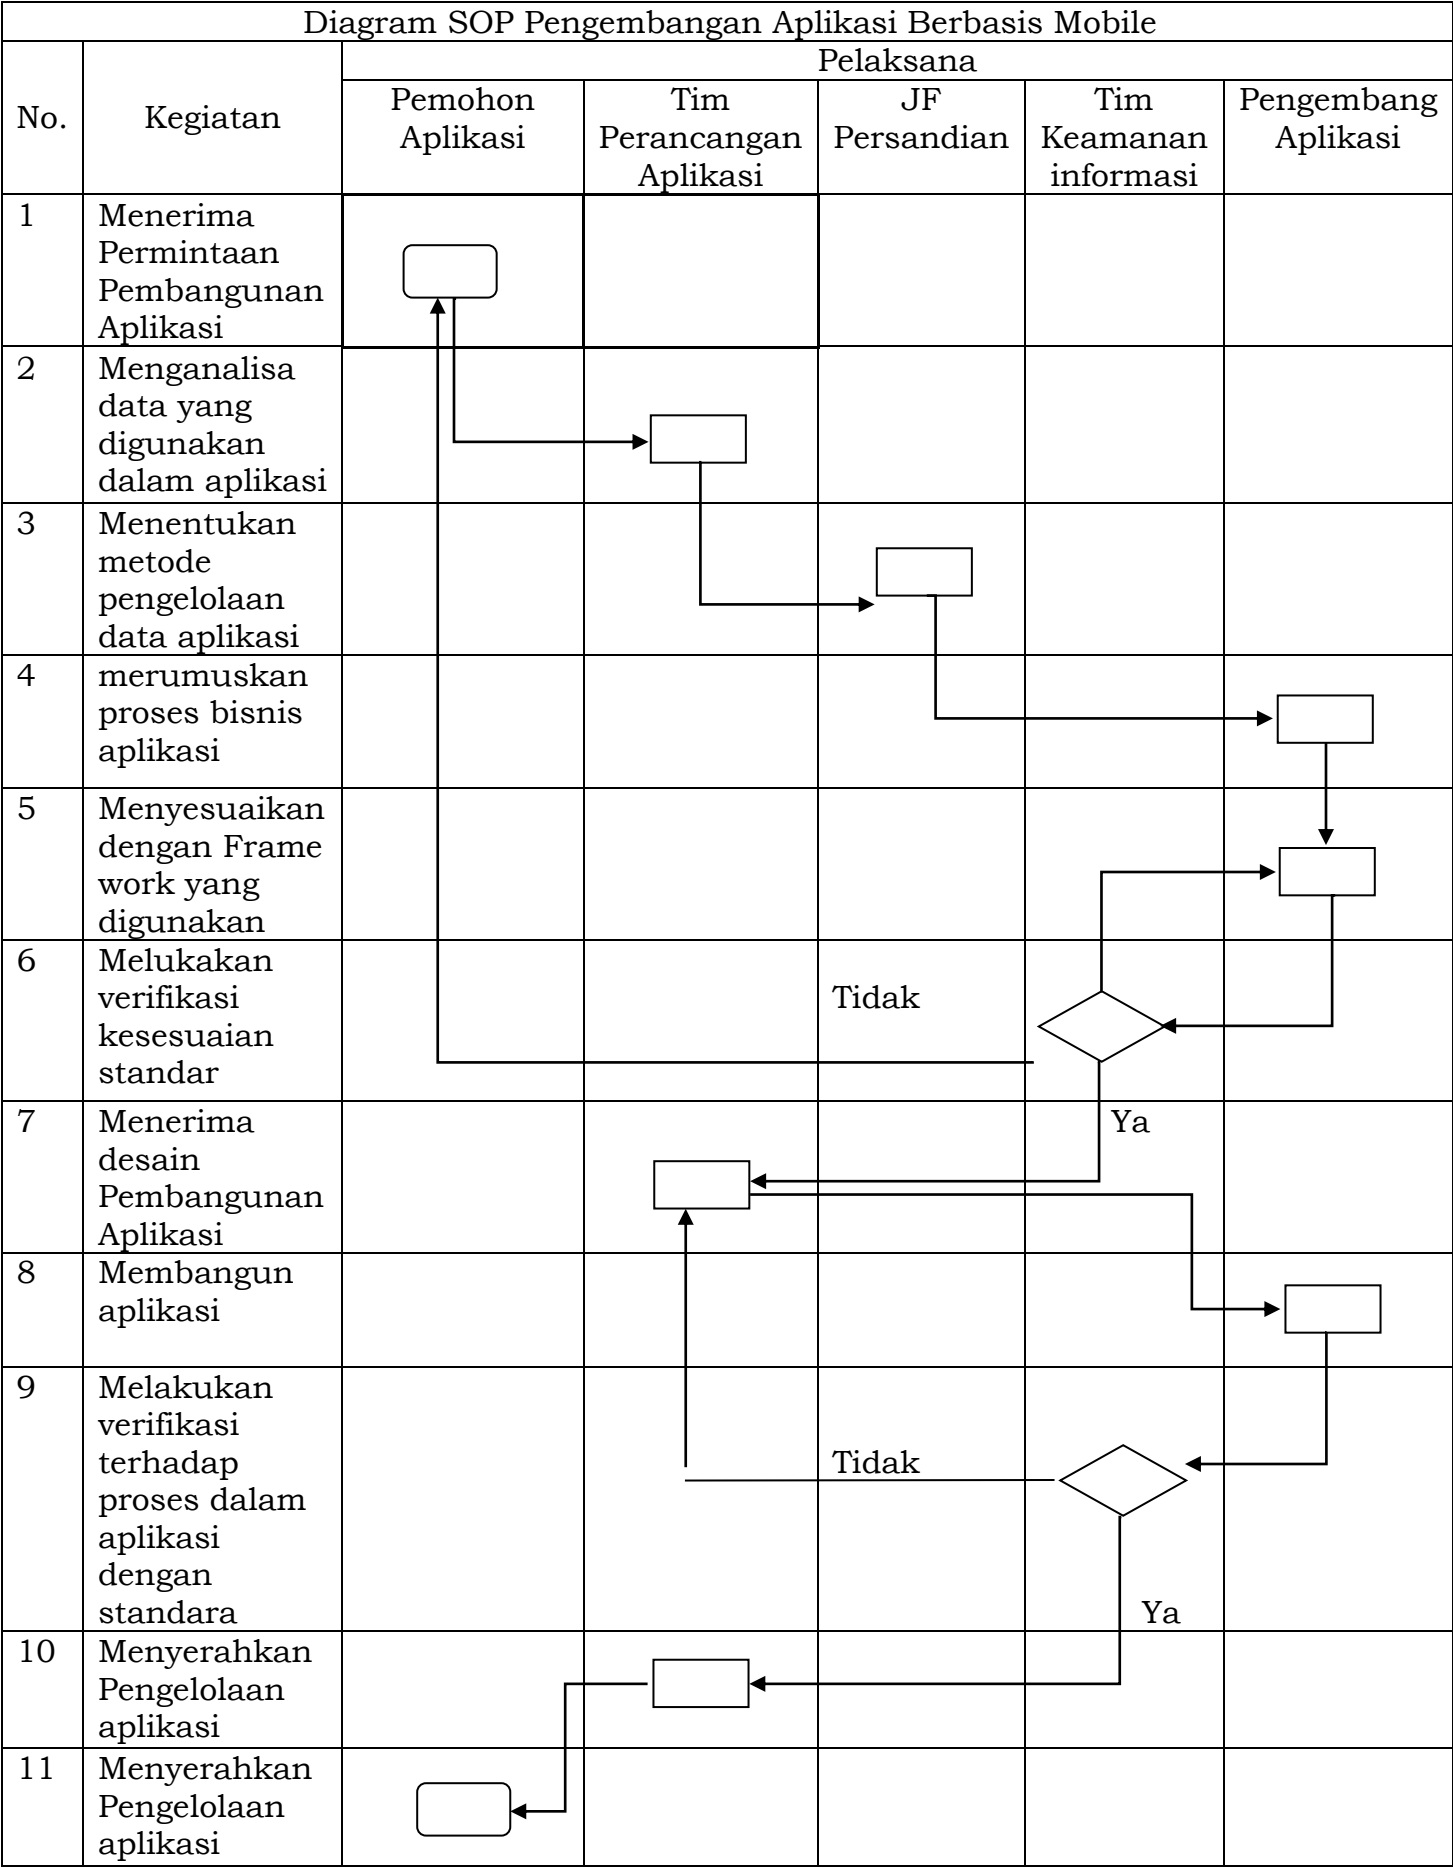 Diagram SOP Pengembangan Aplikasi Berbasis Mobile
No.
Kegiatan
Pelaksana
Pemohon
Aplikasi
Tim
Perancangan
Aplikasi
JF
Persandian
Tim
Keamanan
informasi
Pengembang
Aplikasi
1
Menerima
Permintaan
Pembangunan
Aplikasi
2
Menganalisa
data yang
digunakan
dalam aplikasi
3
Menentukan
metode
pengelolaan
data aplikasi
4
merumuskan
proses bisnis
aplikasi
5
Menyesuaikan
dengan Frame
work yang
digunakan
6
Melukakan
verifikasi
kesesuaian
standar
Tidak
7
Menerima
desain
Pembangunan
Aplikasi
Ya
8
Membangun
aplikasi
9
Melakukan
verifikasi
terhadap
proses dalam
aplikasi
dengan
standara
Tidak
Ya
10
Menyerahkan
Pengelolaan
aplikasi
11
Menyerahkan
Pengelolaan
aplikasi